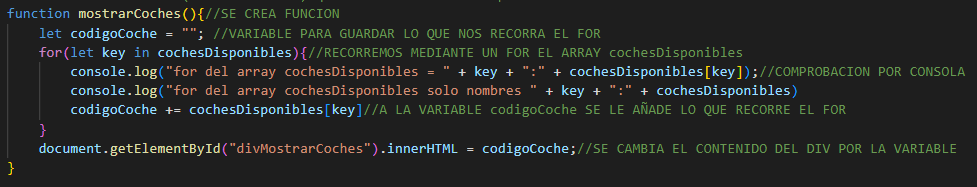 function mostrarCoches(){//SE CREA FUNCION
    let codigoCoche = ""; //VARIABLE PARA GUARDAR LO QUE NOS RECORRA EL FOR
    for(let key in cochesDisponibles){//RECORREMOS MEDIANTE UN FOR EL ARRAY cochesDisponibles
        console.log("for del array cochesDisponibles = " + key + ":" + cochesDisponibles[key]);//COMPROBACION POR CONSOLA
        console.log("for del array cochesDisponibles solo nombres " + key + ":" + cochesDisponibles)
        codigoCoche += cochesDisponibles[key]//A LA VARIABLE codigoCoche SE LE AÑADE LO QUE RECORRE EL FOR
    }
    document.getElementById("divMostrarCoches").innerHTML = codigoCoche;//SE CAMBIA EL CONTENIDO DEL DIV POR LA VARIABLE
}